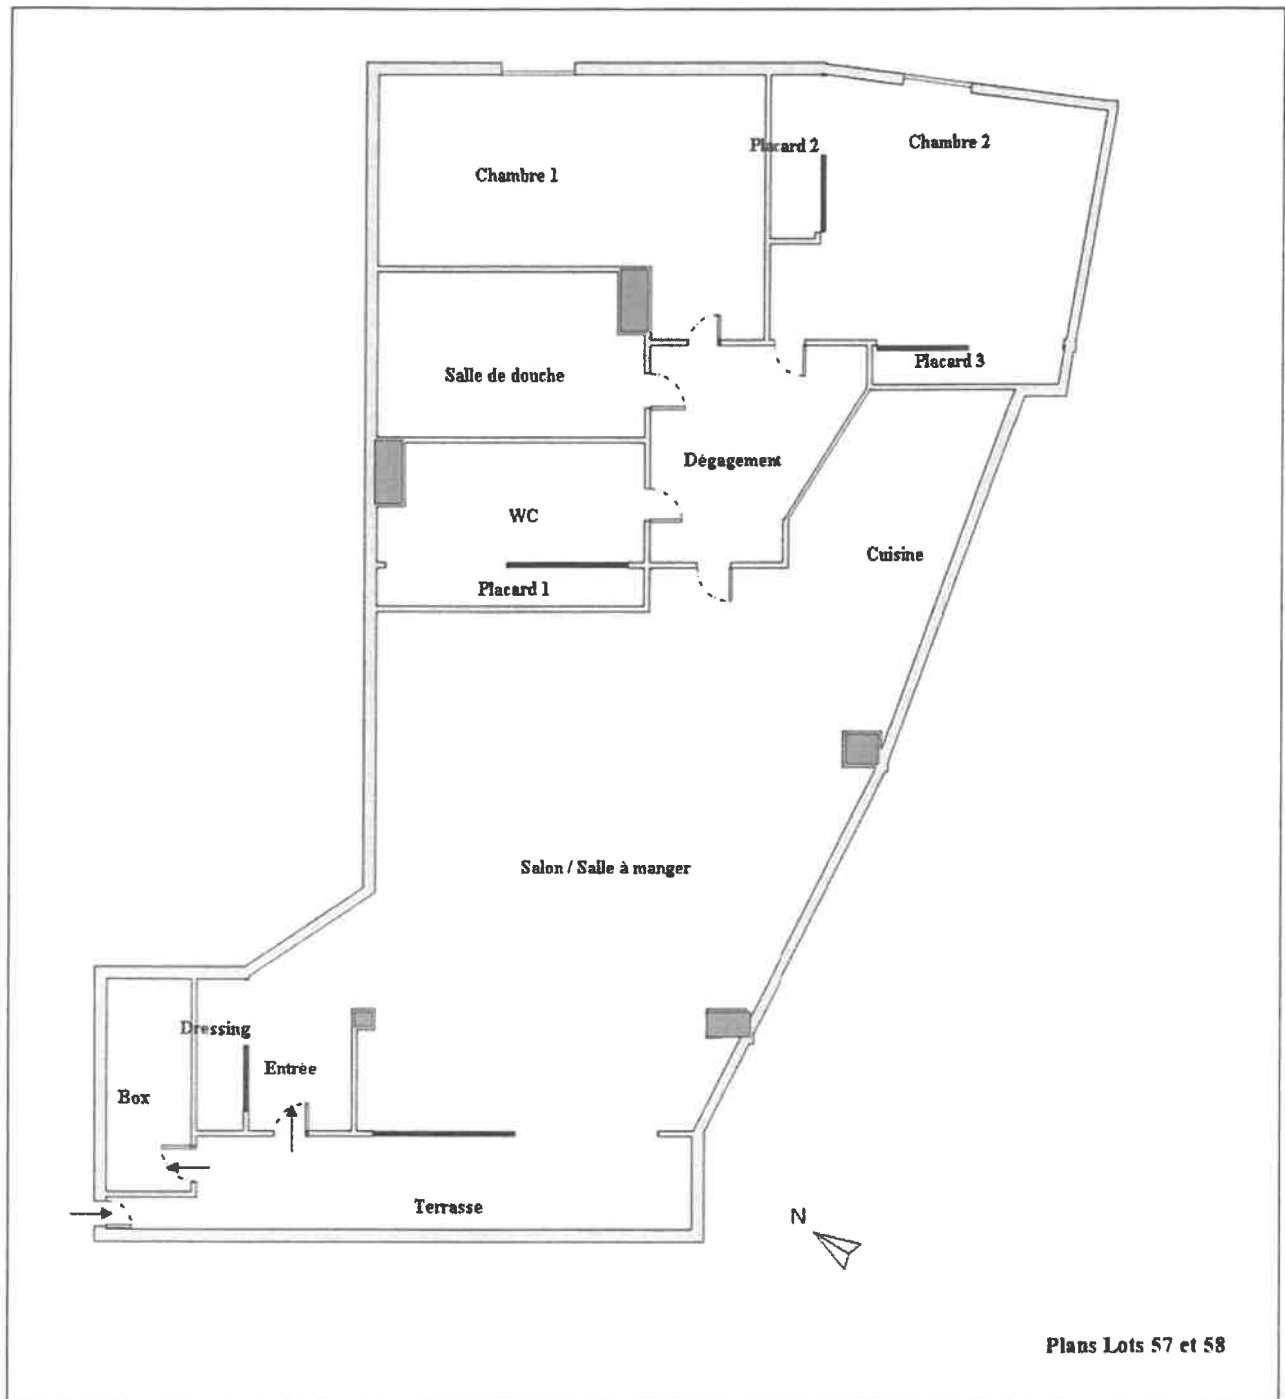 Chambre 2
Placard 2
Chambre 1
Placard 3
Salle de douche
Dégagement
WC
Cuisine
Placard 1
Salon / Salle à manger
Dressing
Entrée
Box
Terrasse
N
Plans Lots 57 et 58